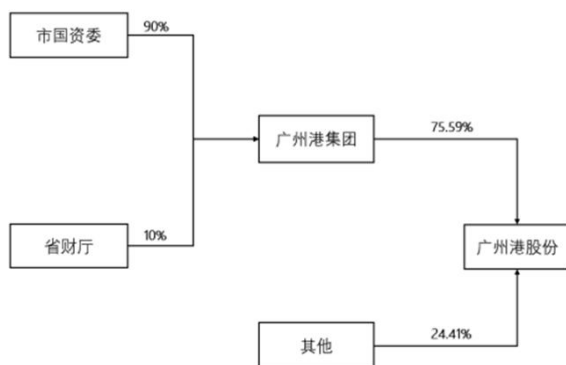 市国资委
90%
广州港集团
75.59%
省财厅
10%
广州港股份
其他
24.41%